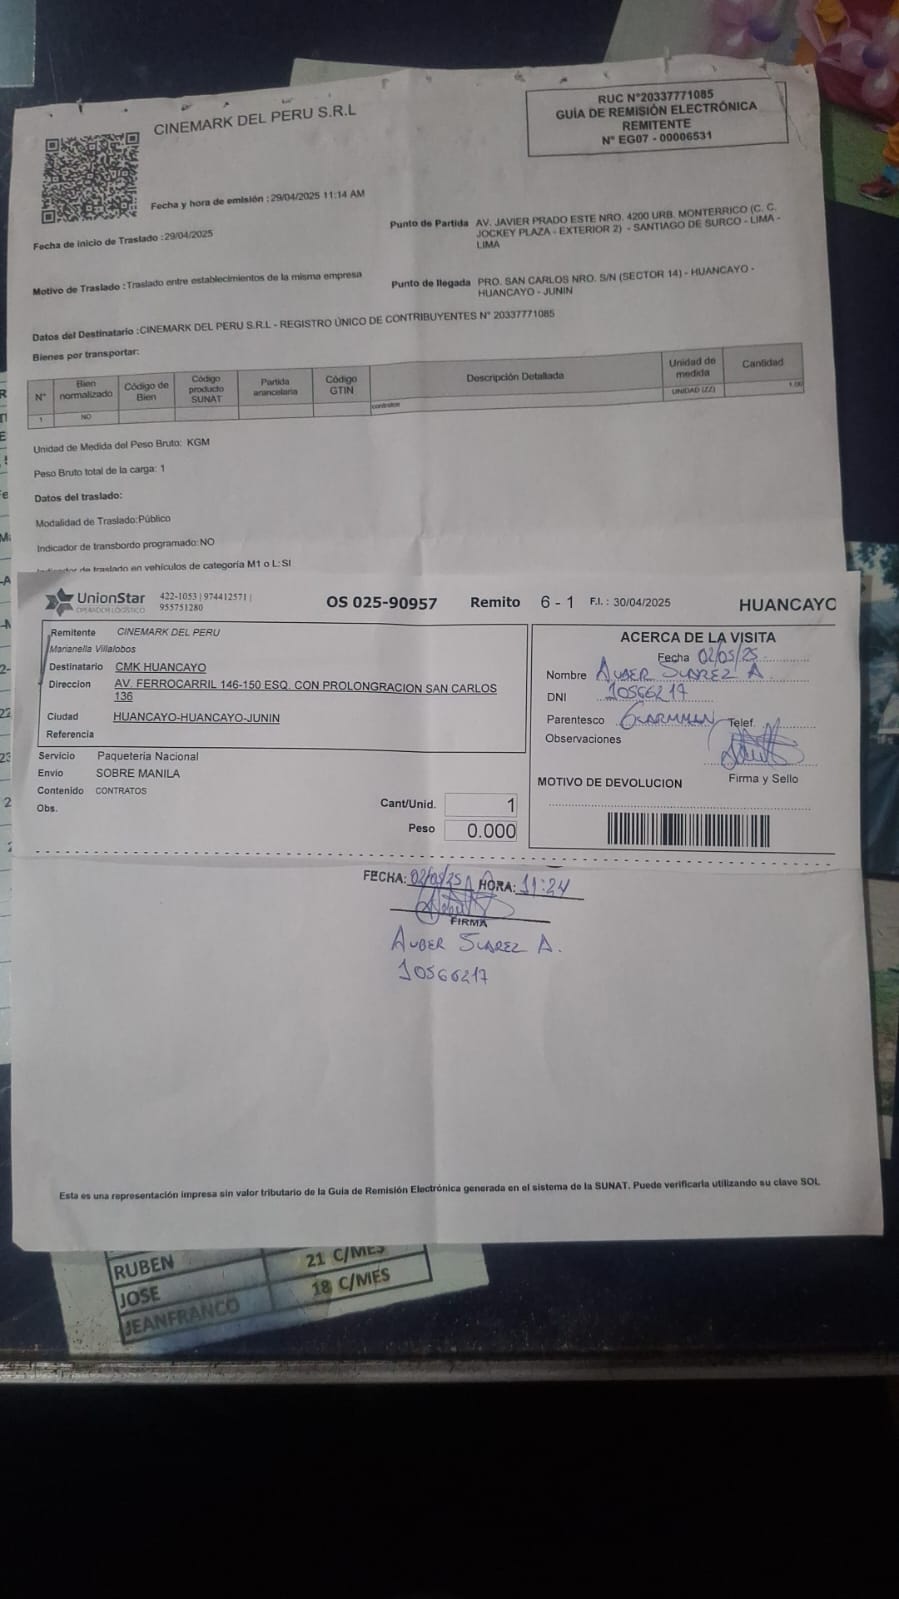 CINEMARK DEL PERU S.R.L
RUC N°20337771085
GUÍA DE REMISIÓN ELECTRÓNICA
REMITENTE
N° EG07 - 00006531
Fecha y hora de emisión : 29/04/2025 11:14 AM
Fecha de inicio de Traslado : 29/04/2025
Punto de Partida AV. JAVIER PRADO ESTE NRO. 4200 URB. MONTERRICO (C. C.
JOCKEY PLAZA - EXTERIOR 2) - SANTIAGO DE SURCO - LIMA -
LIMA
Motivo de Traslado : Traslado entre establecimientos de la misma empresa
Punto de llegada PRO. SAN CARLOS NRO. S/N (SECTOR 14) - HUANCAYO -
HUANCAYO - JUNIN
Datos del Destinatario : CINEMARK DEL PERU S.R.L - REGISTRO ÚNICO DE CONTRIBUYENTES N° 20337771085
Bienes por transportar:
N° Bien normalizado Código de Bien Código producto SUNAT Partida arancelaria Código GTIN Descripción Detallada Unidad de medida Cantidad
1 NO contratos UNIDAD (ZZ) 1.00
Unidad de Medida del Peso Bruto: KGM
Peso Bruto total de la carga: 1
Datos del traslado:
Modalidad de Traslado: Público
Indicador de transbordo programado: NO
Indicador de traslado en vehículos de categoría M1 o L: SI
UnionStar
OPERADOR LOGÍSTICO
422-1053 | 974412571 |
955751280
OS 025-90957 Remito 6 - 1 F.I. : 30/04/2025 HUANCAYO
Remitente CINEMARK DEL PERU
Marianella Villalobos
Destinatario CMK HUANCAYO
Direccion AV. FERROCARRIL 146-150 ESQ. CON PROLONGRACION SAN CARLOS
136
Ciudad HUANCAYO-HUANCAYO-JUNIN
Referencia
Servicio Paqueteria Nacional
Envio SOBRE MANILA
Contenido CONTRATOS
Obs.
Cant/Unid. 1
Peso 0.000
ACERCA DE LA VISITA
Fecha 02/05/25
Nombre AUBER SUAREZ A.
DNI 10566217
Parentesco Telef.
Observaciones
Firma y Sello
MOTIVO DE DEVOLUCION
FECHA: 02/05/25 HORA: 11:24
FIRMA
AUBER SUAREZ A.
10566217
Esta es una representación impresa sin valor tributario de la Guía de Remisión Electrónica generada en el sistema de la SUNAT. Puede verificarla utilizando su clave SOL
RUBEN 21 C/MES
JOSE 18 C/MES
JEANFRANCO